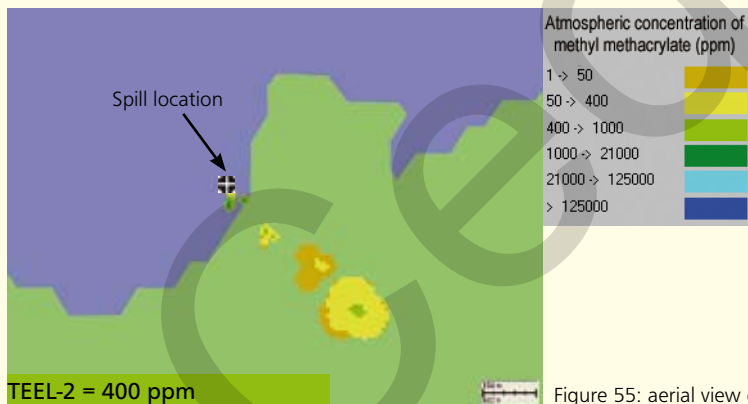 Atmospheric concentration of
methyl methacrylate (ppm)
Spill location
1 -> 50
50 -> 400
400 -> 1000
1000 -> 21000
21000 -> 125000
> 125000
TEEL-2 = 400 ppm
Figure 55: aerial view